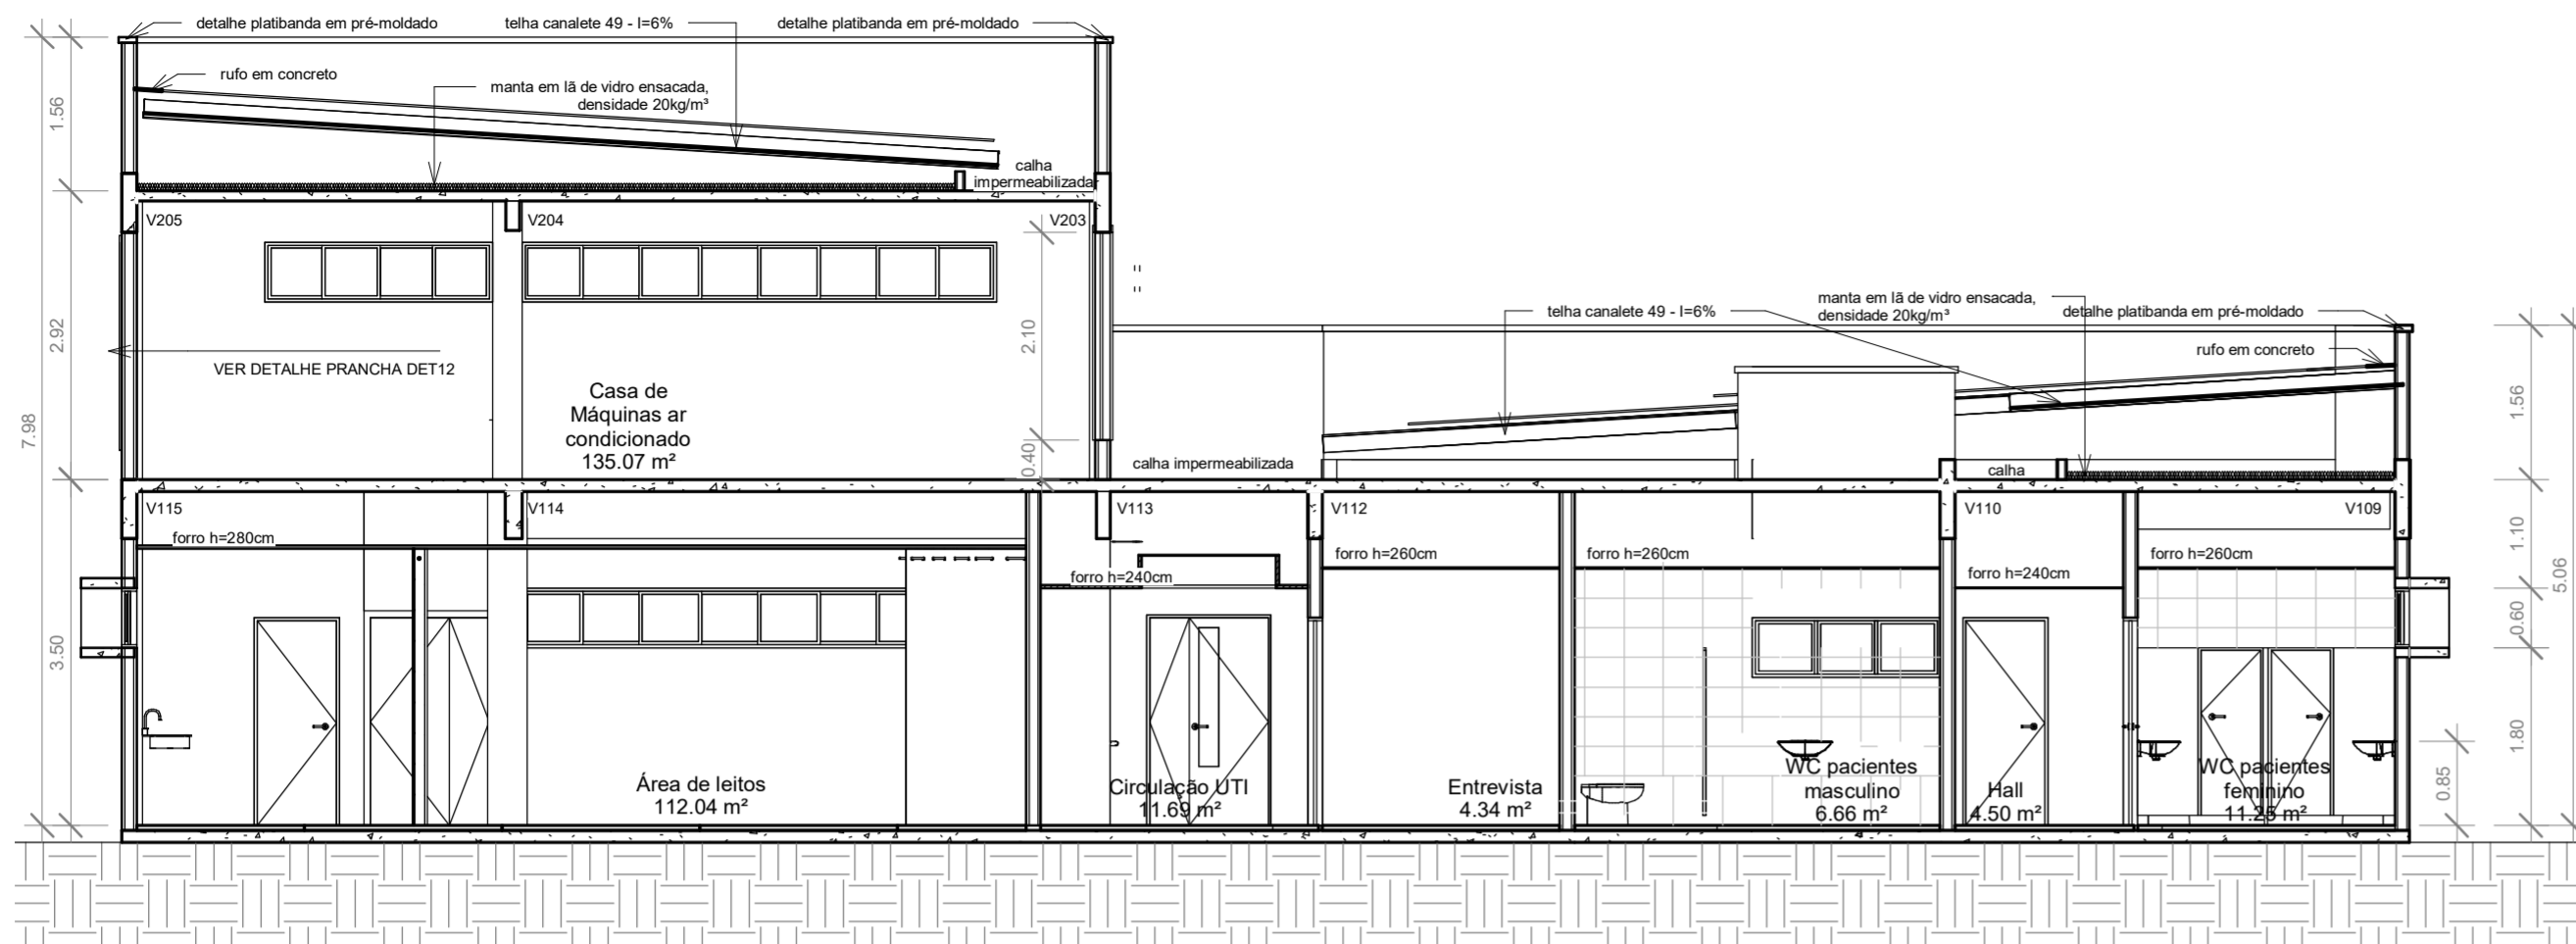 detalhe platibanda em pré-moldado
telha canalete 49 - I=6%
detalhe platibanda em pré-moldado
rufo em concreto
manta em lã de vidro ensacada,
densidade 20kg/m³
calha
impermeabilizada
1.56
V205
V204
V203
2.92
2.10
7.98
VER DETALHE PRANCHA DET12
Casa de
Máquinas ar
condicionado
135.07 m²
0.40
telha canalete 49 - I=6%
manta em lã de vidro ensacada,
densidade 20kg/m³
detalhe platibanda em pré-moldado
rufo em concreto
calha impermeabilizada
calha
1.56
5.06
V115
V114
V113
V112
V110
V109
forro h=280cm
forro h=240cm
forro h=260cm
forro h=260cm
forro h=240cm
forro h=260cm
1.10
0.60
3.50
1.80
0.85
Área de leitos
112.04 m²
Circulação UTI
11.69 m²
Entrevista
4.34 m²
WC pacientes
masculino
6.66 m²
Hall
4.50 m²
WC pacientes
feminino
11.25 m²